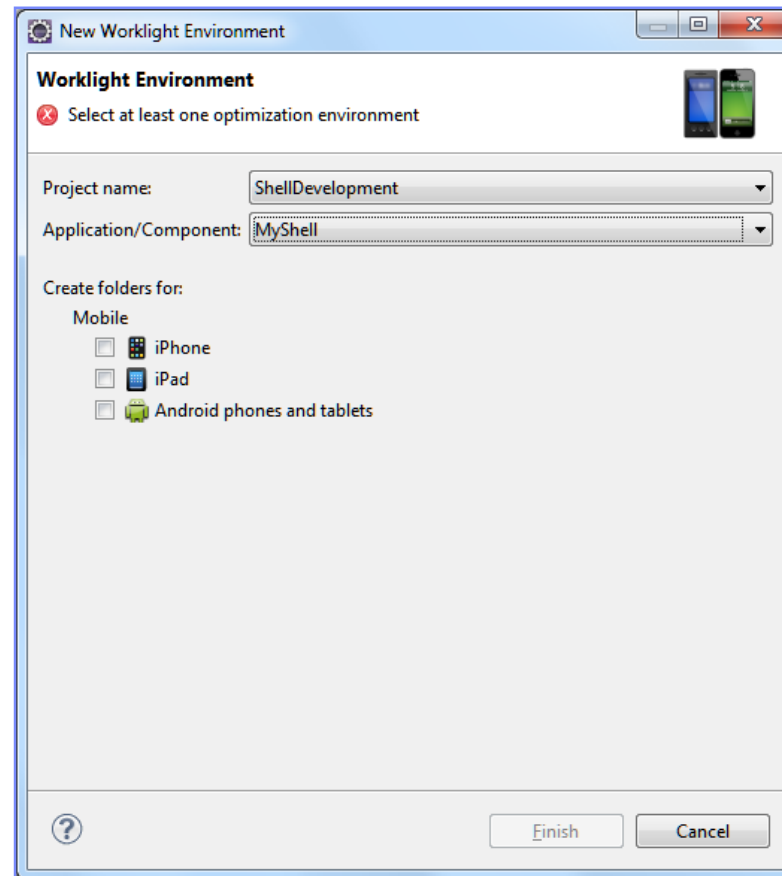 New Worklight Environment
Worklight Environment
Select at least one optimization environment
Project name: ShellDevelopment
Application/Component: MyShell
Create folders for:
Mobile
iPhone
iPad
Android phones and tablets
? Finish Cancel